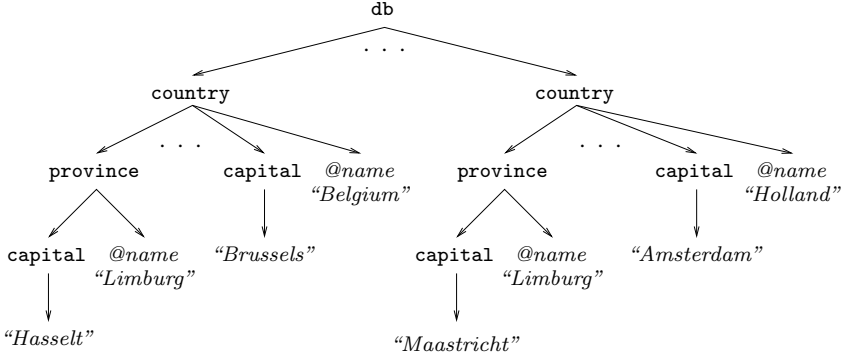 db
. . .
country country
. . . . . .
province capital @name province capital @name
“Belgium” “Holland”
capital @name “Brussels” capital @name “Amsterdam”
“Limburg” “Limburg”
“Hasselt” “Maastricht”